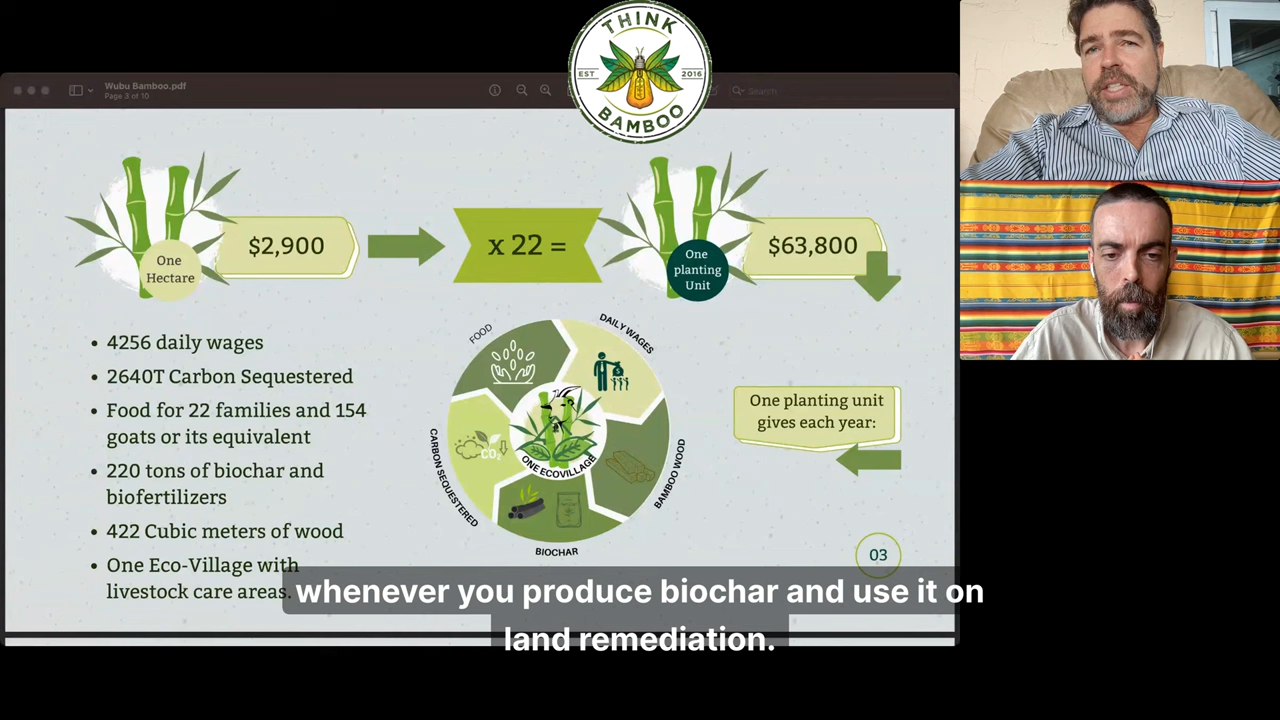 THINK
EST
2016
BAMBOO
Wubu Bamboo.pdf
Page 3 of 10
Search
One
Hectare
$2,900
x 22 =
One
planting
Unit
$63,800
4256 daily wages
2640T Carbon Sequestered
Food for 22 families and 154
goats or its equivalent
220 tons of biochar and
biofertilizers
422 Cubic meters of wood
One Eco-Village with
livestock care areas.
FOOD
DAILY WAGES
BAMBOO WOOD
BIOCHAR
CARBON SEQUESTERED
CO₂
ONE ECOVILLAGE
One planting unit
gives each year:
03
whenever you produce biochar and use it on
land remediation.